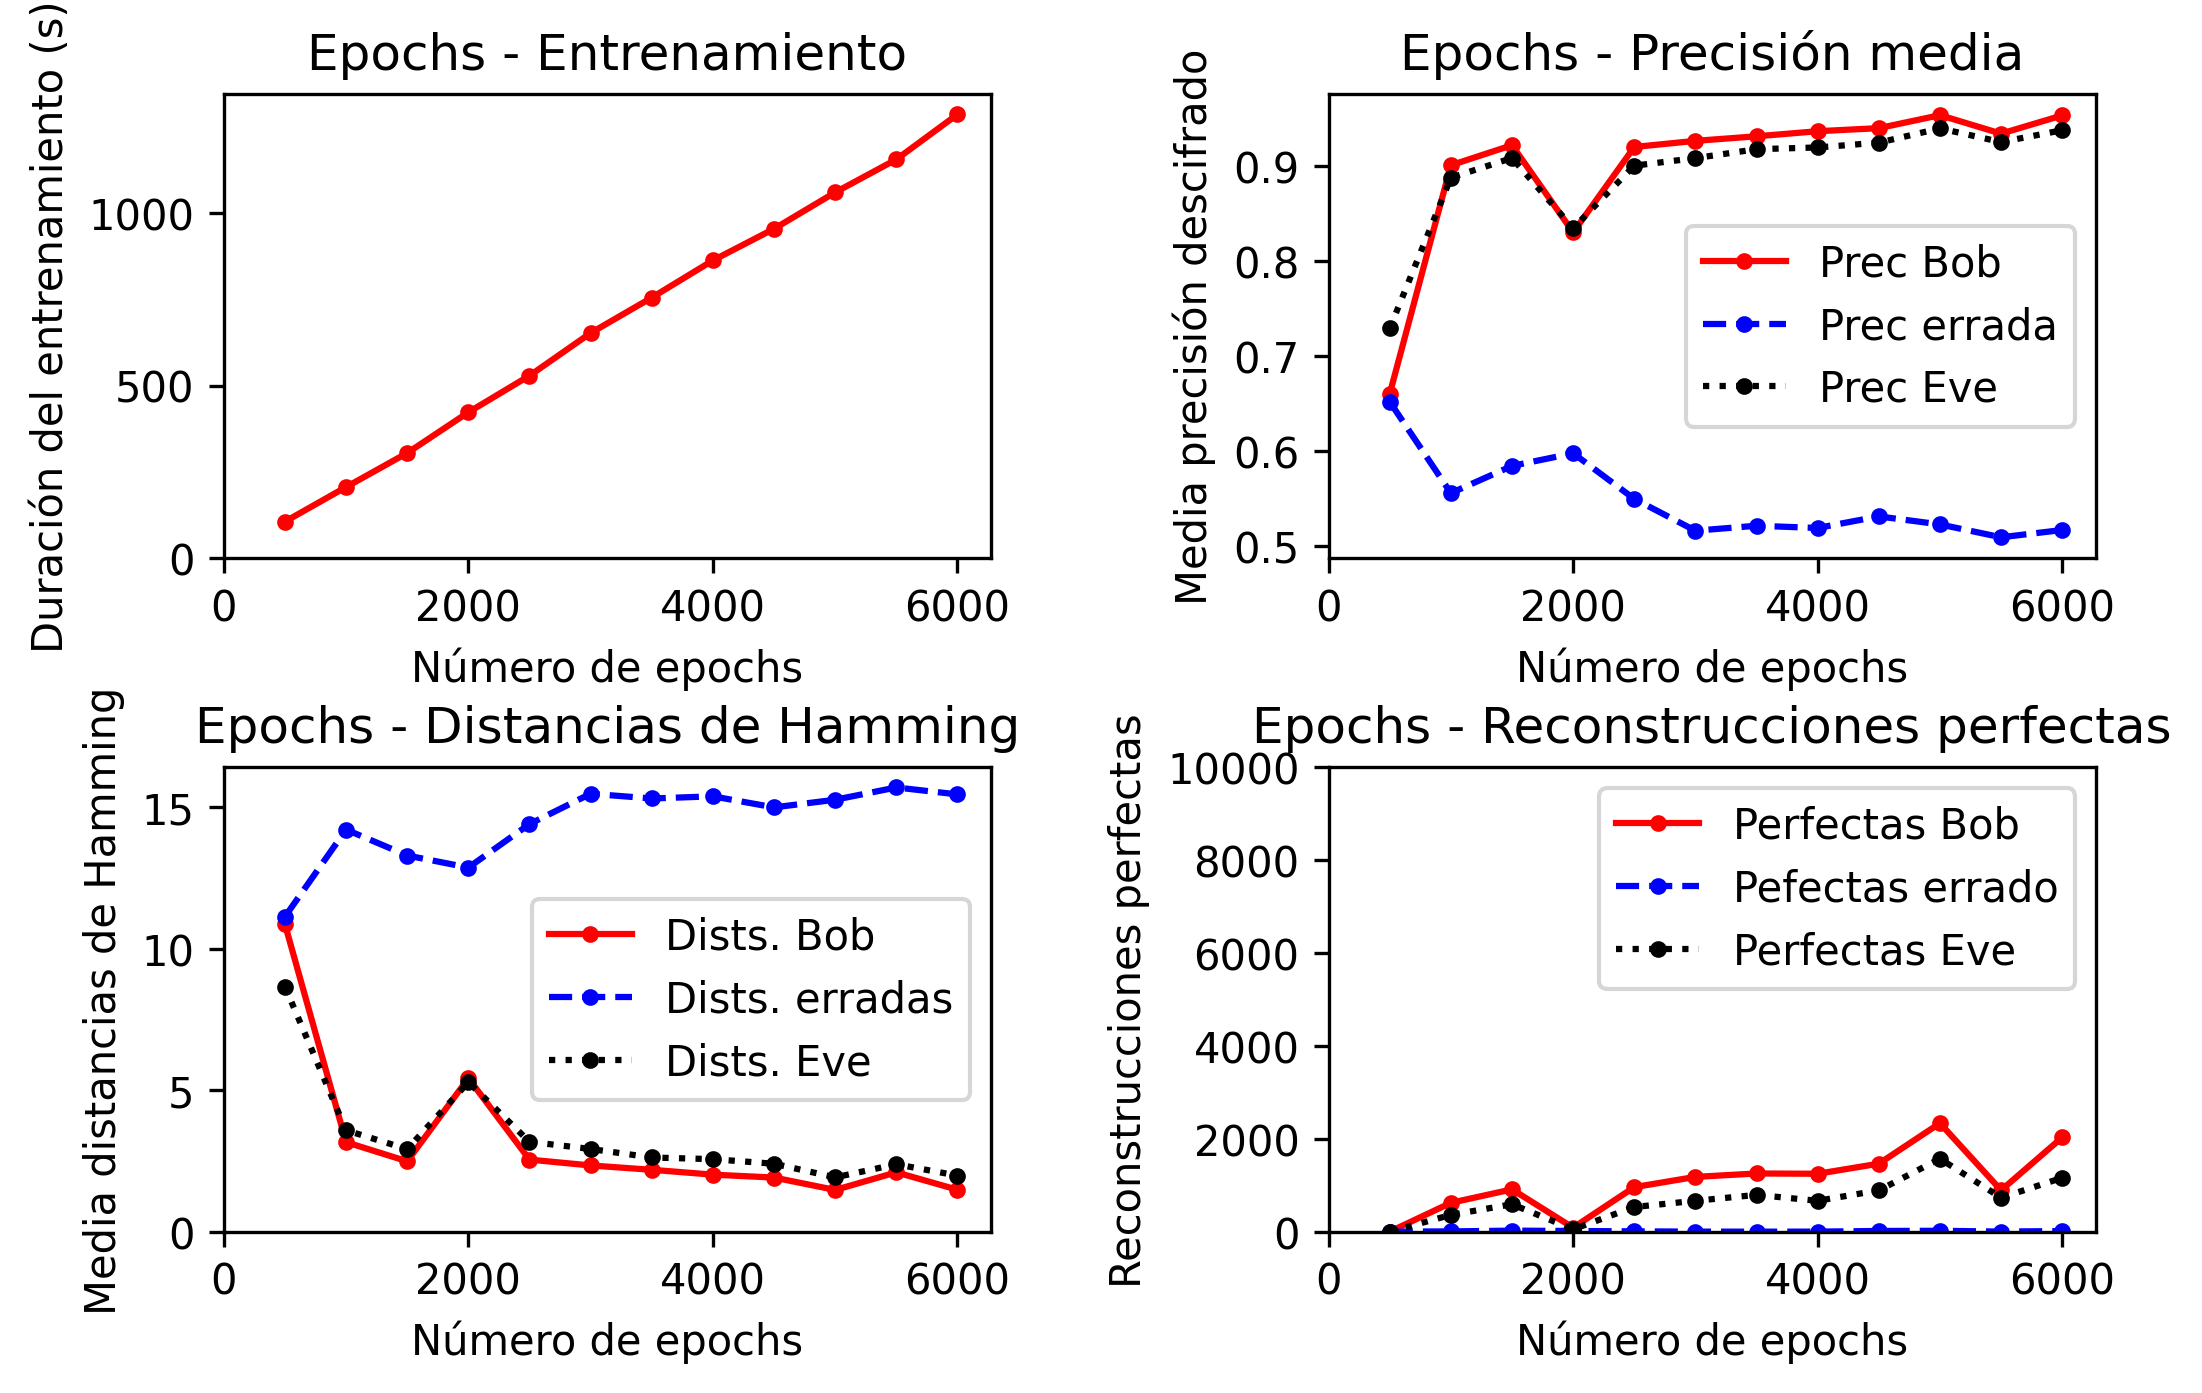 Epochs - Entrenamiento
Duración del entrenamiento (s)
1000
500
0
0 2000 4000 6000
Número de epochs
Epochs - Precisión media
Media precisión descifrado
0.9
0.8
0.7
0.6
0.5
Prec Bob
Prec errada
Prec Eve
0 2000 4000 6000
Número de epochs
Epochs - Distancias de Hamming
Media distancias de Hamming
15
10
5
0
Dists. Bob
Dists. erradas
Dists. Eve
0 2000 4000 6000
Número de epochs
Epochs - Reconstrucciones perfectas
Reconstrucciones perfectas
10000
8000
6000
4000
2000
0
Perfectas Bob
Pefectas errado
Perfectas Eve
0 2000 4000 6000
Número de epochs